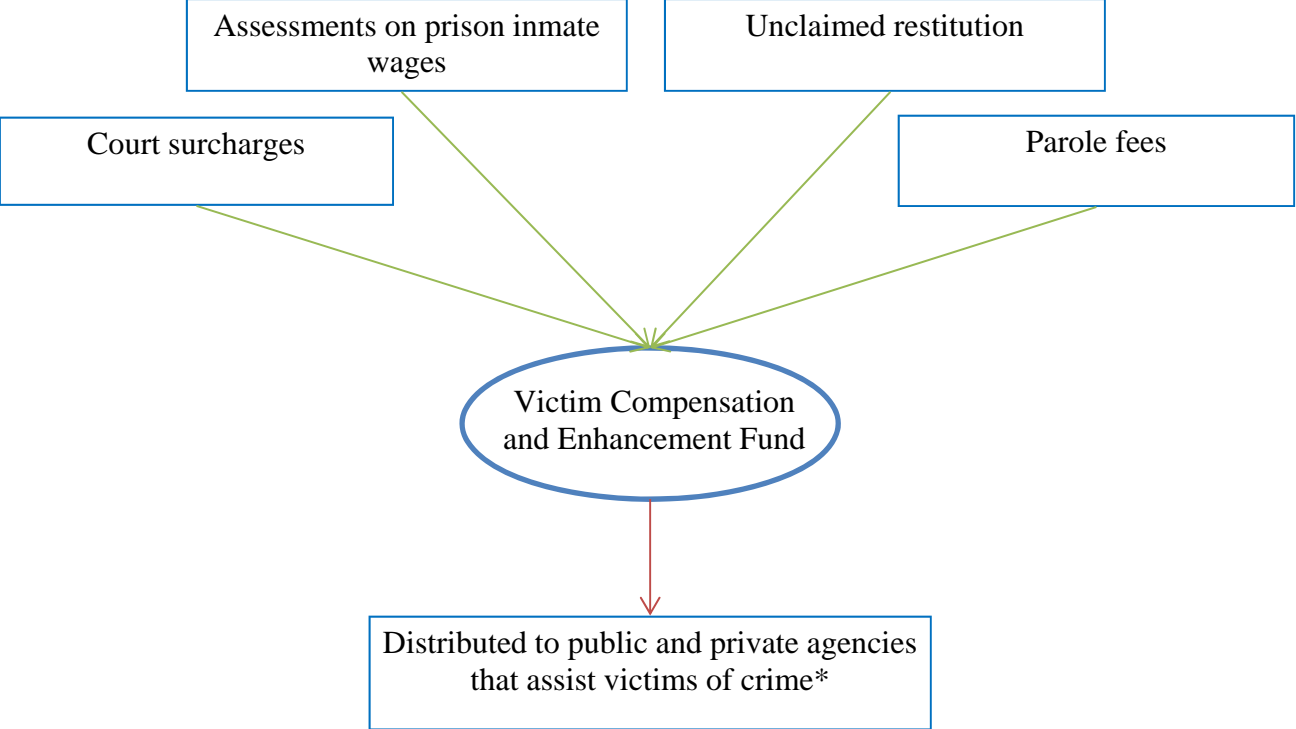 Assessments on prison inmate
wages
Unclaimed restitution
Court surcharges
Parole fees
Victim Compensation
and Enhancement Fund
Distributed to public and private agencies
that assist victims of crime*